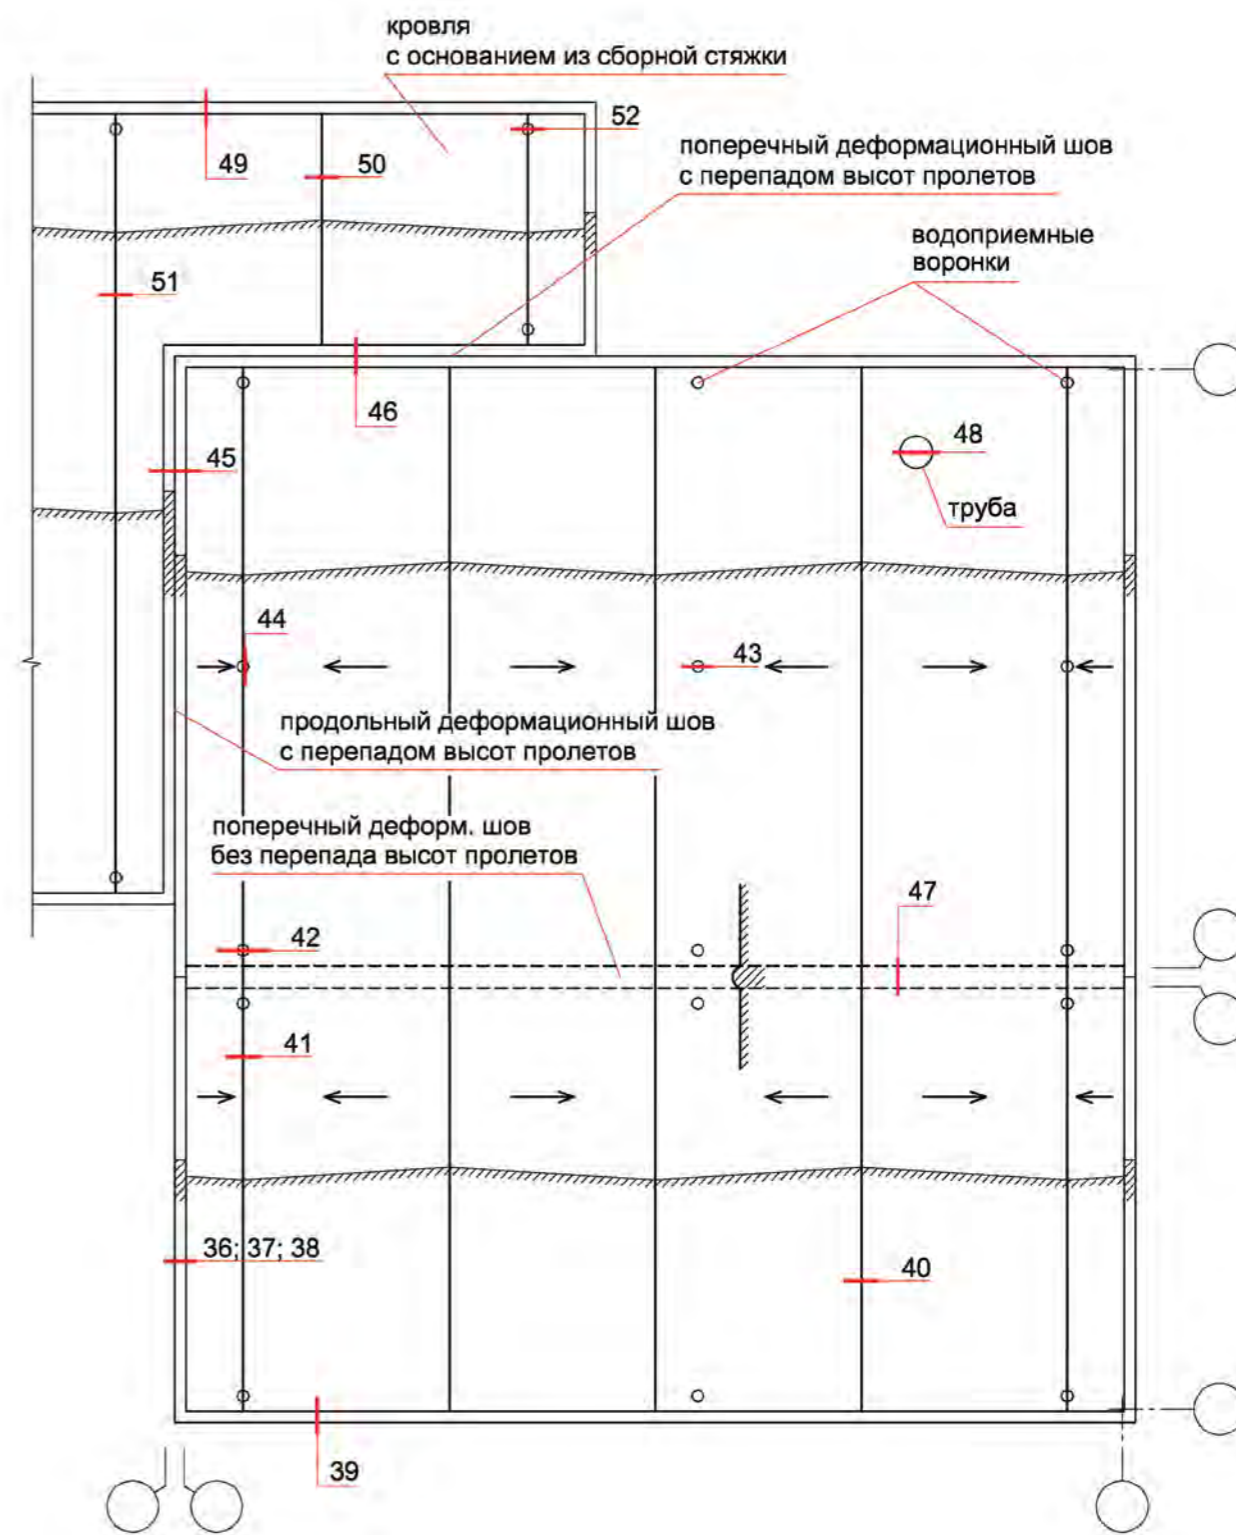 кровля
с основанием из сборной стяжки
52
49
50
поперечный деформационный шов
с перепадом высот пролетов
водоприемные
воронки
51
46
45
48
труба
44
43
продольный деформационный шов
с перепадом высот пролетов
поперечный деформ. шов
без перепада высот пролетов
47
42
41
36; 37; 38
40
39